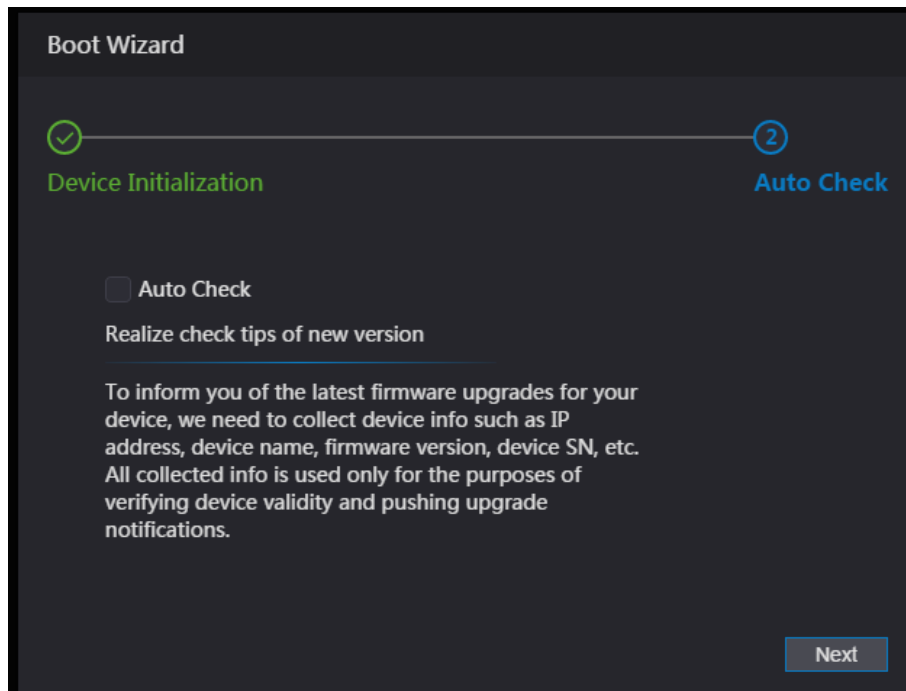 Boot Wizard
2
Device Initialization
Auto Check
Auto Check
Realize check tips of new version
To inform you of the latest firmware upgrades for your
device, we need to collect device info such as IP
address, device name, firmware version, device SN, etc.
All collected info is used only for the purposes of
verifying device validity and pushing upgrade
notifications.
Next